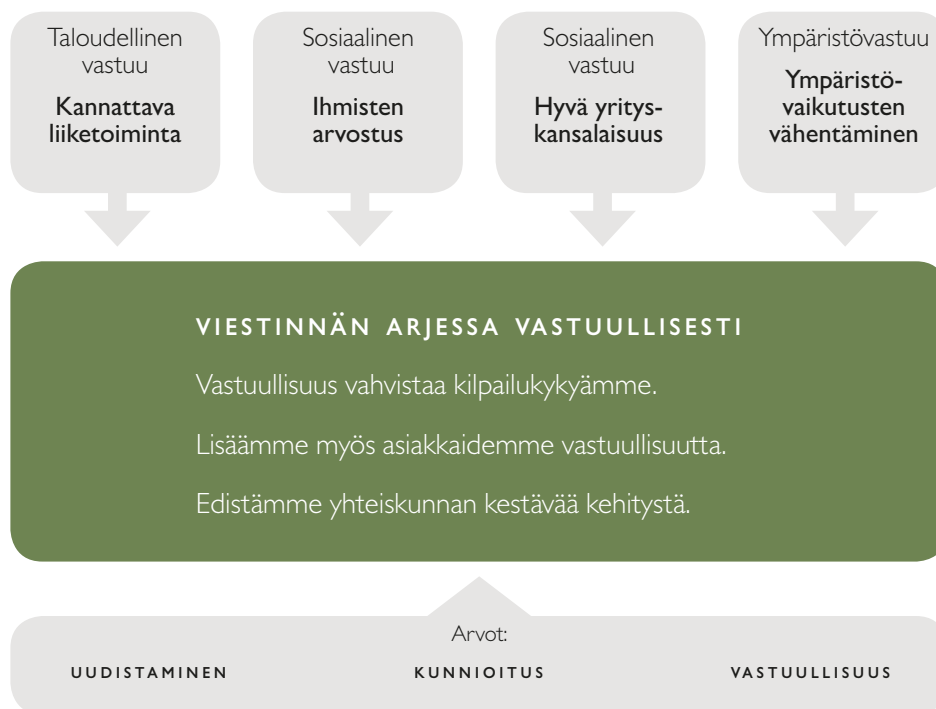 Taloudellinen
vastuu
Kannattava
liiketoiminta
Sosiaalinen
vastuu
Ihmisten
arvostus
Sosiaalinen
vastuu
Hyvä yritys-
kansalaisuus
Ympäristövastuu
Ympäristö-
vaikutusten
vähentäminen
VIESTINNÄN ARJESSA VASTUULLISESTI
Vastuullisuus vahvistaa kilpailukykyämme.
Lisäämme myös asiakkaidemme vastuullisuutta.
Edistämme yhteiskunnan kestävää kehitystä.
Arvot:
UUDISTAMINEN KUNNIOITUS VASTUULLISUUS